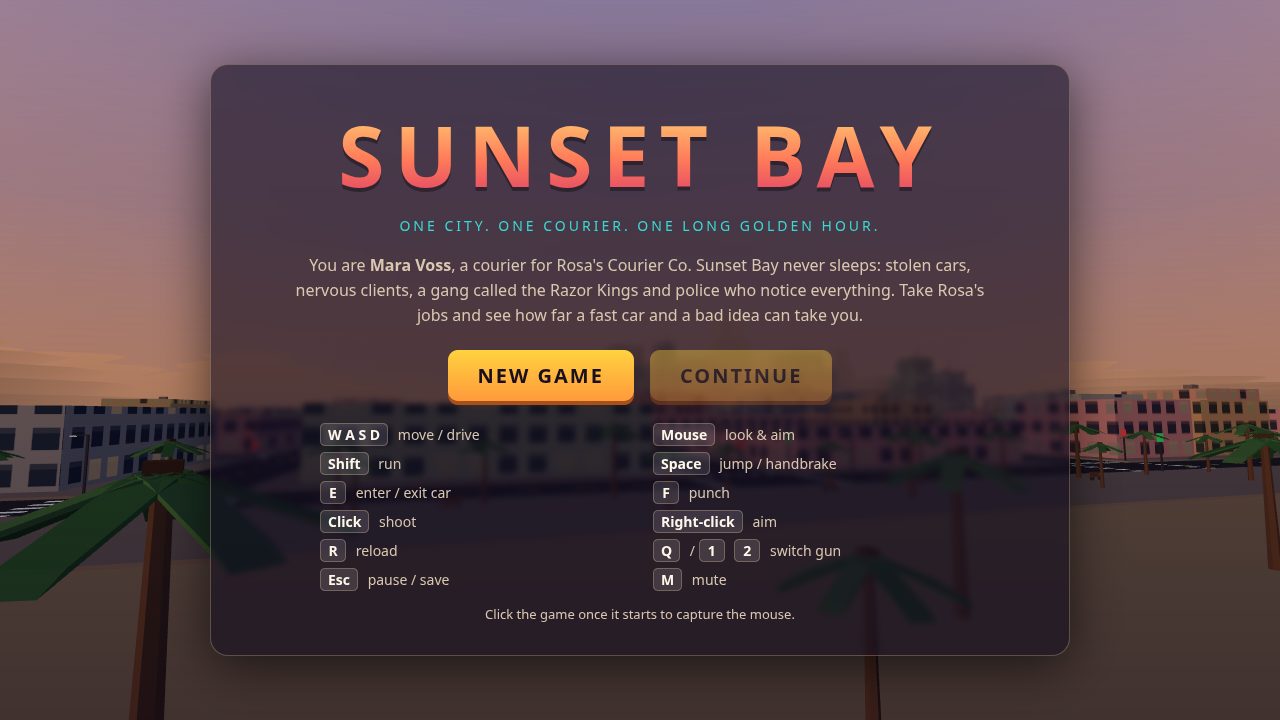 SUNSET BAY
ONE CITY. ONE COURIER. ONE LONG GOLDEN HOUR.
You are Mara Voss, a courier for Rosa's Courier Co. Sunset Bay never sleeps: stolen cars,
nervous clients, a gang called the Razor Kings and police who notice everything. Take Rosa's
jobs and see how far a fast car and a bad idea can take you.
NEW GAME CONTINUE
W A S D move / drive Mouse look & aim
Shift run Space jump / handbrake
E enter / exit car F punch
Click shoot Right-click aim
R reload Q / 1 2 switch gun
Esc pause / save M mute
Click the game once it starts to capture the mouse.